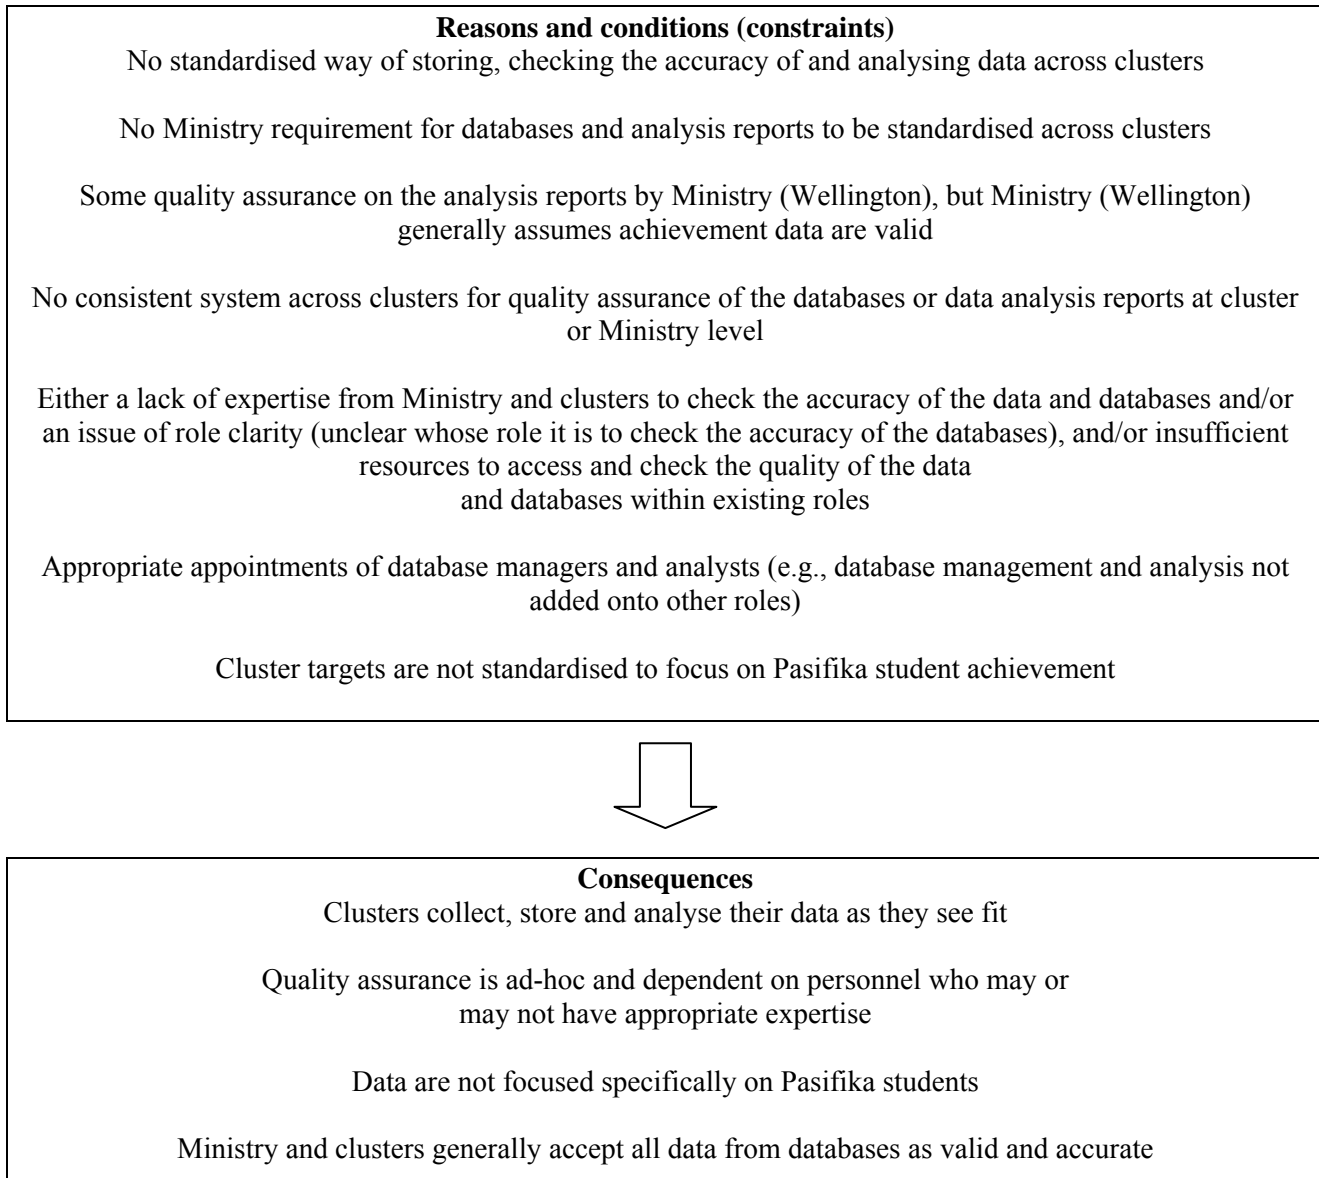 Reasons and conditions (constraints)
No standardised way of storing, checking the accuracy of and analysing data across clusters
No Ministry requirement for databases and analysis reports to be standardised across clusters
Some quality assurance on the analysis reports by Ministry (Wellington), but Ministry (Wellington)
generally assumes achievement data are valid
No consistent system across clusters for quality assurance of the databases or data analysis reports at cluster
or Ministry level
Either a lack of expertise from Ministry and clusters to check the accuracy of the data and databases and/or
an issue of role clarity (unclear whose role it is to check the accuracy of the databases), and/or insufficient
resources to access and check the quality of the data
and databases within existing roles
Appropriate appointments of database managers and analysts (e.g., database management and analysis not
added onto other roles)
Cluster targets are not standardised to focus on Pasifika student achievement
Consequences
Clusters collect, store and analyse their data as they see fit
Quality assurance is ad-hoc and dependent on personnel who may or
may not have appropriate expertise
Data are not focused specifically on Pasifika students
Ministry and clusters generally accept all data from databases as valid and accurate